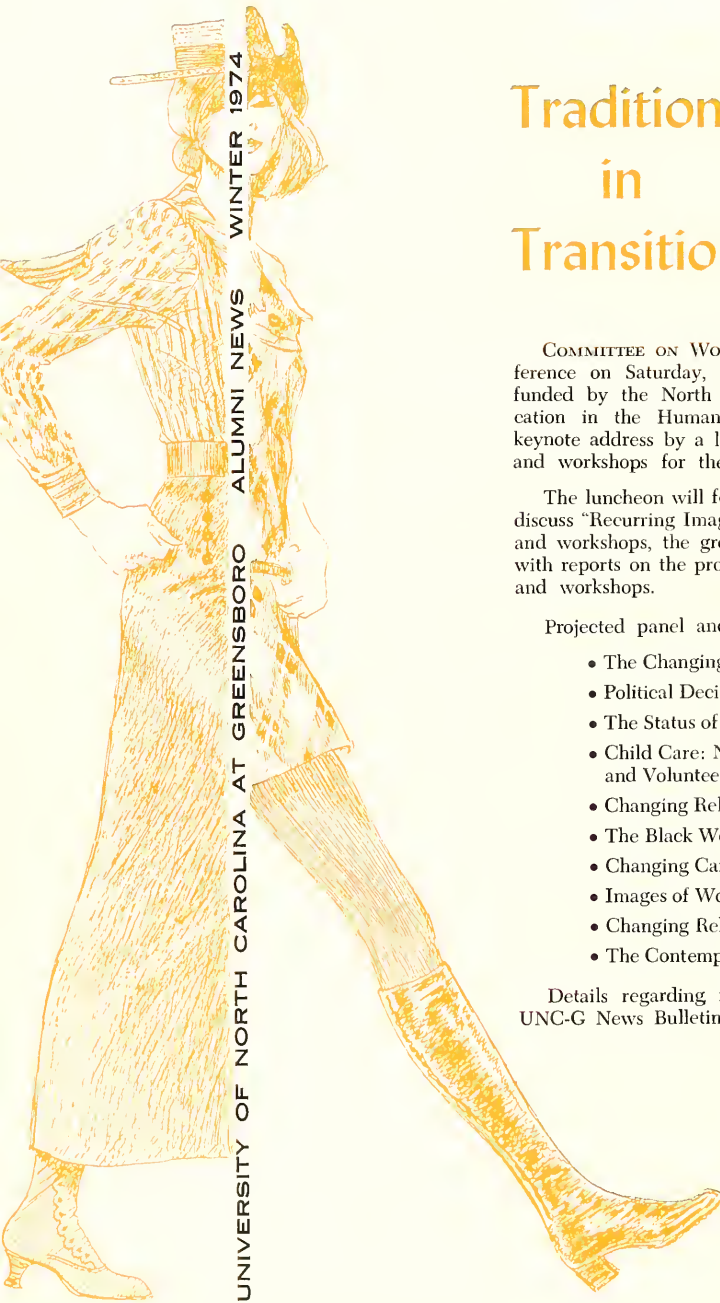 UNIVERSITY OF NORTH CAROLINA AT GREENSBORO ALUMNI NEWS WINTER 1974
Tradition
in
Transitio
COMMITTEE ON Wo
ference on Saturday,
funded by the North
cation in the Human
keynote address by a l
and workshops for the
The luncheon will f
discuss “Recurring Imag
and workshops, the gr
with reports on the pro
and workshops.
Projected panel and
• The Changing
• Political Deci
• The Status of
• Child Care: N
and Voluntee
• Changing Rel
• The Black Wo
• Changing Ca
• Images of Wo
• Changing Rel
• The Contemp
Details regarding
UNC-G News Bulletin